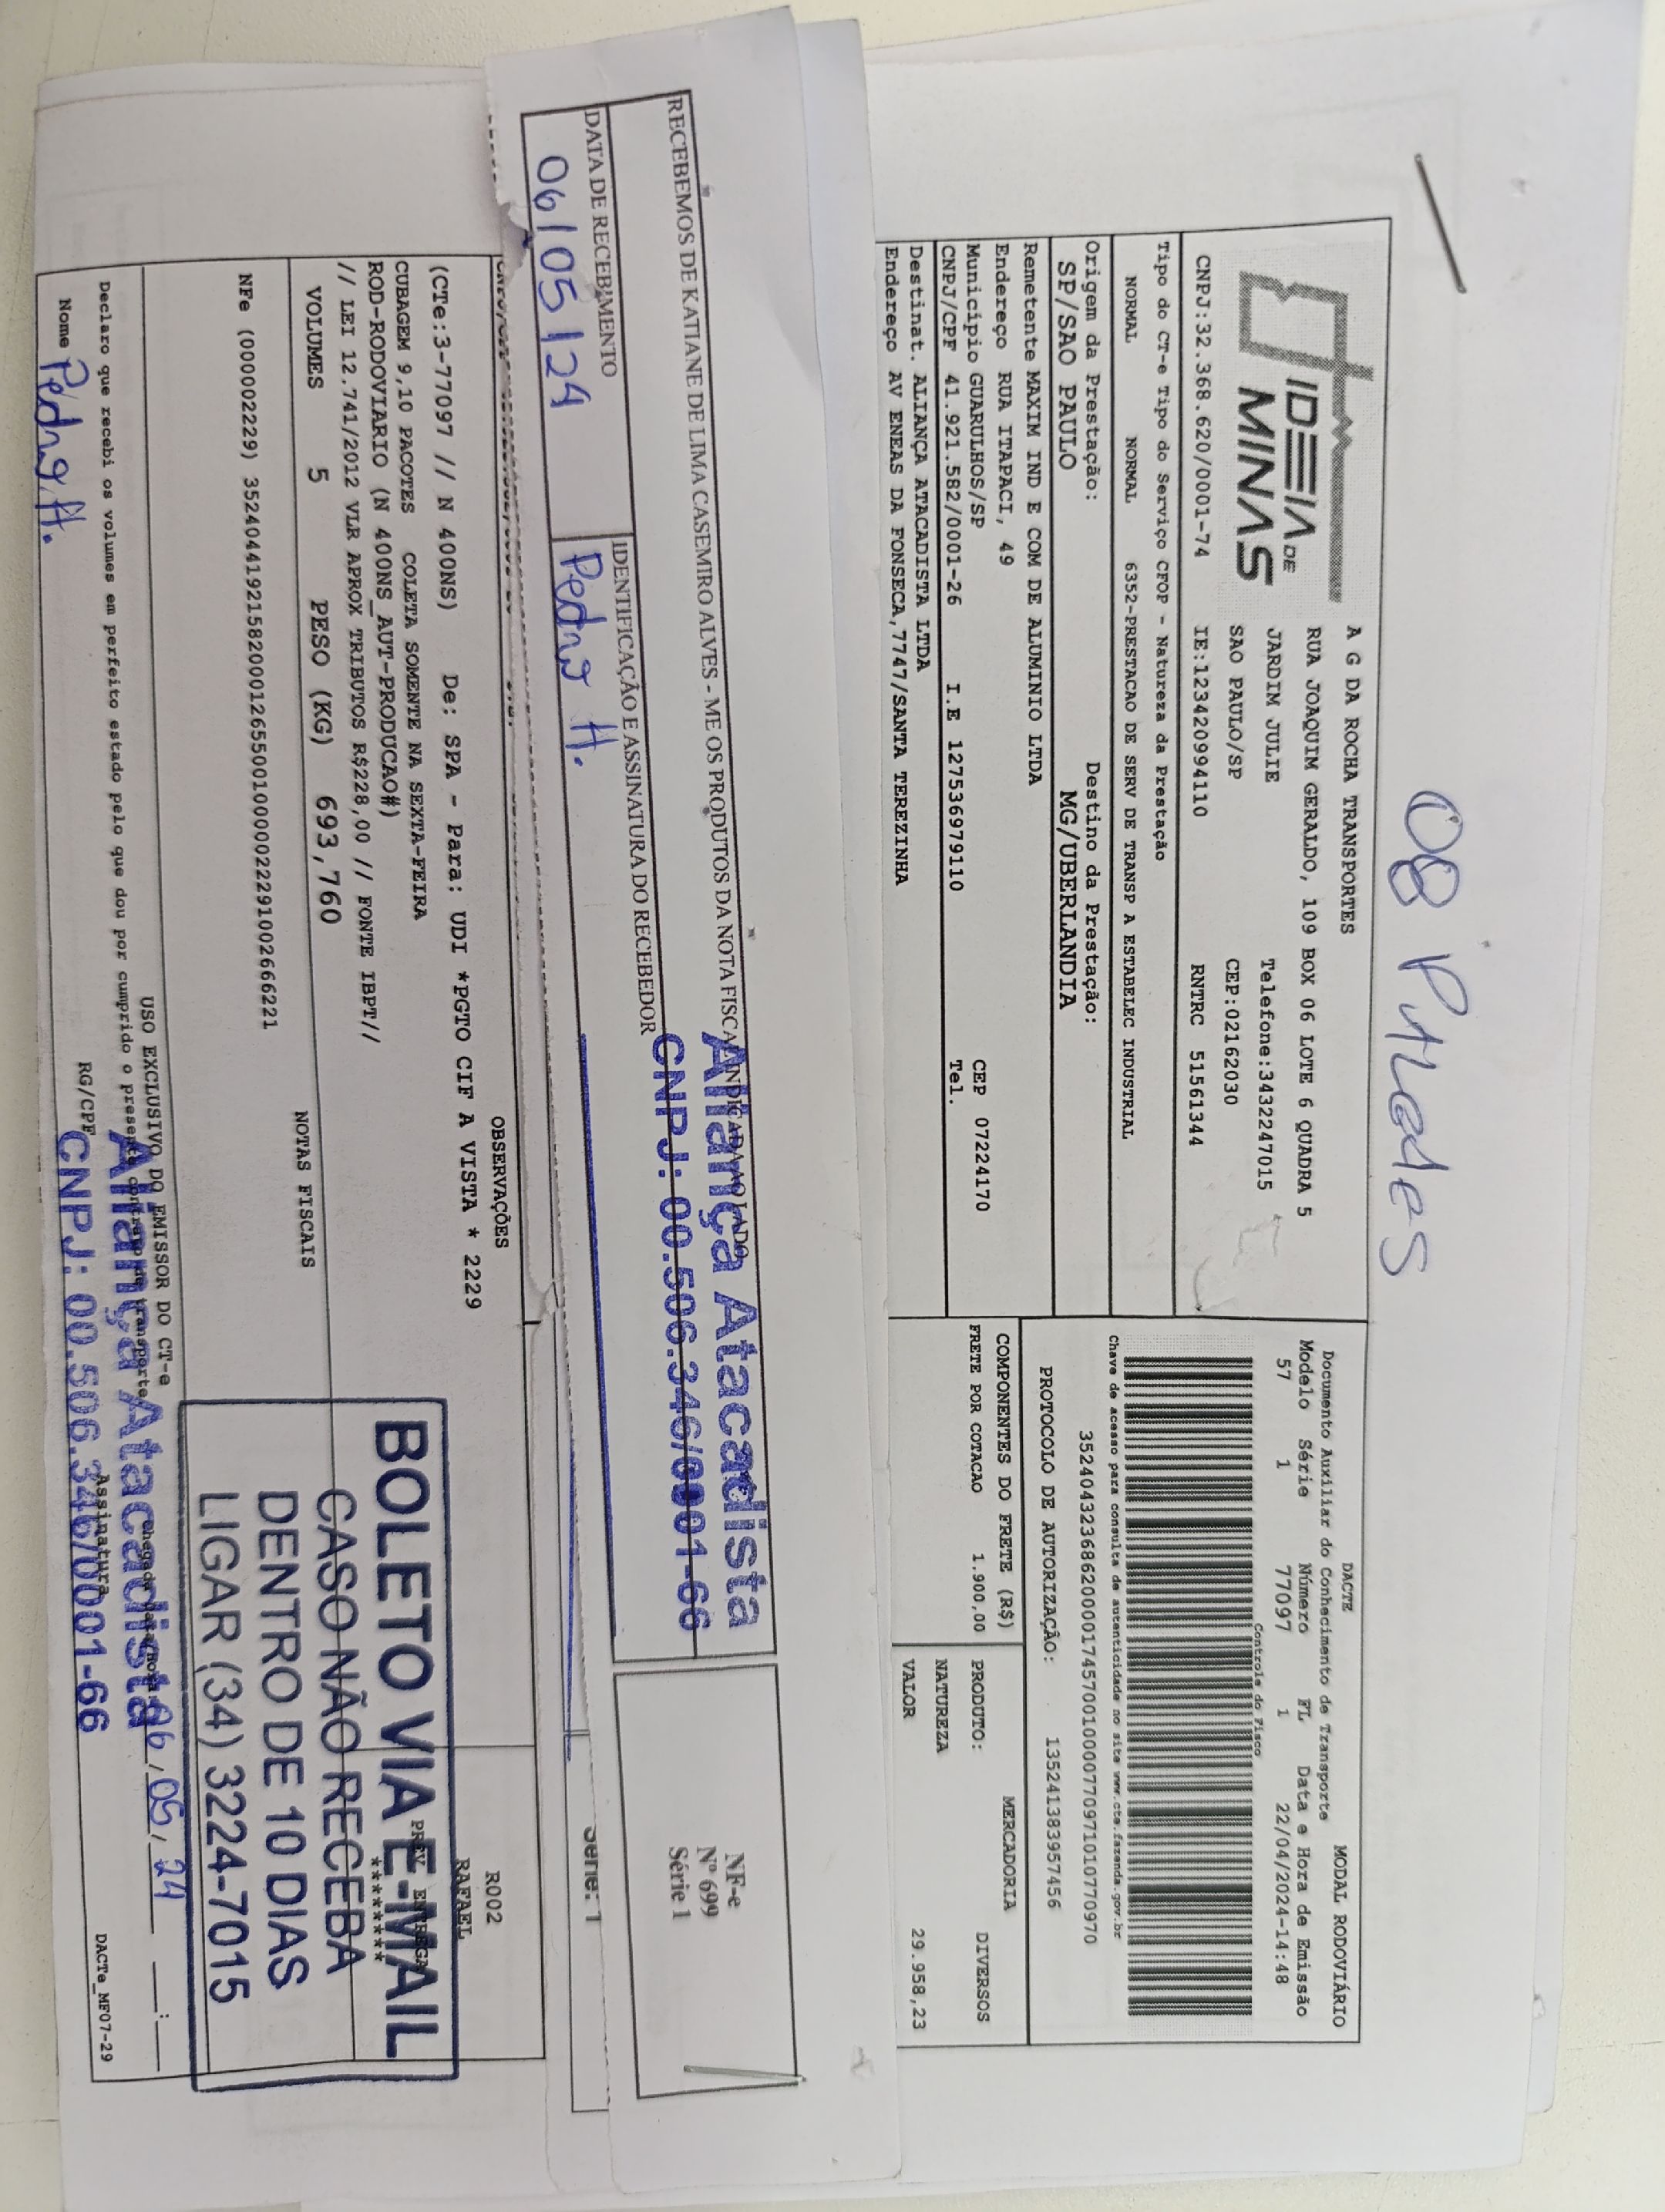 08 PALEDES
IDEIA DE
MINAS
A G DA ROCHA TRANSPORTES
RUA JOAQUIM GERALDO, 109 BOX 06 LOTE 6 QUADRA 5
JARDIM JULIE Telefone:3432247015
SAO PAULO/SP CEP:02162030
CNPJ:32.368.620/0001-74 IE:123420994110 RNTRC 51561344
Tipo do CT-e Tipo do Serviço CFOP - Natureza da Prestação
NORMAL NORMAL 6352-PRESTACAO DE SERV DE TRANSP A ESTABELEC INDUSTRIAL
Origem da Prestação: Destino da Prestação:
SP/SAO PAULO MG/UBERLANDIA
Remetente MAXIM IND E COM DE ALUMINIO LTDA
Endereço RUA ITAPACI, 49
Município GUARULHOS/SP CEP 07224170
CNPJ/CPF 41.921.582/0001-26 I.E 127536979110 Tel.
Destinat. ALIANÇA ATACADISTA LTDA
Endereço AV ENEAS DA FONSECA,7747/SANTA TEREZINHA
DACTE MODAL RODOVIÁRIO
Documento Auxiliar do Conhecimento de Transporte
Modelo Série Número FL Data e Hora de Emissão
57 1 77097 1 22/04/2024-14:48
Controle do Fisco
Chave de acesso para consulta de autenticidade no site www.cte.fazenda.gov.br
35240432368620000174570010000770971010770970
PROTOCOLO DE AUTORIZAÇÃO: 135241383957456
COMPONENTES DO FRETE (R$) MERCADORIA
FRETE POR COTACAO 1.900,00 PRODUTO: DIVERSOS
NATUREZA
VALOR 29.958,23
RECEBEMOS DE KATIANE DE LIMA CASEMIRO ALVES - ME OS PRODUTOS DA NOTA FISCAL INDICADA AO LADO
Aliança Atacadista
CNPJ: 00.506.346/0001-66
DATA DE RECEBIMENTO IDENTIFICAÇÃO E ASSINATURA DO RECEBEDOR
06/05/24 Pedro H.
NF-e
Nº 699
Série 1
Série: 1
OBSERVAÇÕES
(CTe:3-77097 // N 400NS) De: SPA - Para: UDI *PGTO CIF A VISTA * 2229
CUBAGEM 9,10 PACOTES COLETA SOMENTE NA SEXTA-FEIRA
ROD-RODOVIARIO (N 400NS_AUT-PRODUCAO#)
// LEI 12.741/2012 VLR APROX TRIBUTOS R$228,00 // FONTE IBPT//
R002
RAFAEL
PREV ENTREGA
********
VOLUMES 5 PESO (KG) 693,760
NOTAS FISCAIS
NFe (000002229) 35240441921582000126550010000022291002666221
BOLETO VIA E-MAIL
CASO NÃO RECEBA
DENTRO DE 10 DIAS
LIGAR (34) 3224-7015
USO EXCLUSIVO DO EMISSOR DO CT-e
Declaro que recebi os volumes em perfeito estado pelo que dou por cumprido o presente contrato de transporte.
06/05/24 __:__
Nome Pedro H. RG/CPF Assinatura
Aliança Atacadista
CNPJ: 00.506.346/0001-66
DACTe_MF07-29